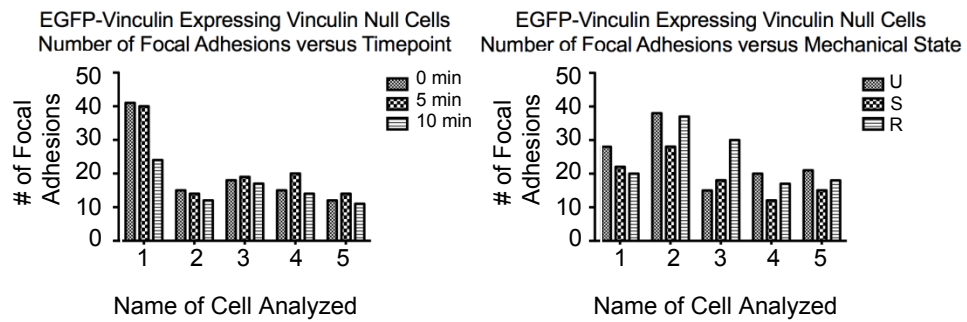 EGFP-Vinculin Expressing Vinculin Null Cells
Number of Focal Adhesions versus Timepoint
# of Focal
Adhesions
50
40
30
20
10
0
0 min
5 min
10 min
1 2 3 4 5
Name of Cell Analyzed
EGFP-Vinculin Expressing Vinculin Null Cells
Number of Focal Adhesions versus Mechanical State
# of Focal
Adhesions
50
40
30
20
10
0
U
S
R
1 2 3 4 5
Name of Cell Analyzed